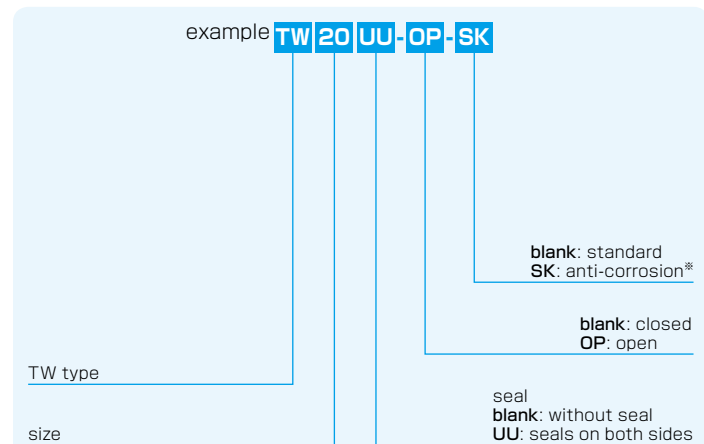 example TW 20 UU - OP - SK
blank: standard
SK: anti-corrosion※
blank: closed
OP: open
TW type
seal
blank: without seal
size
UU: seals on both sides